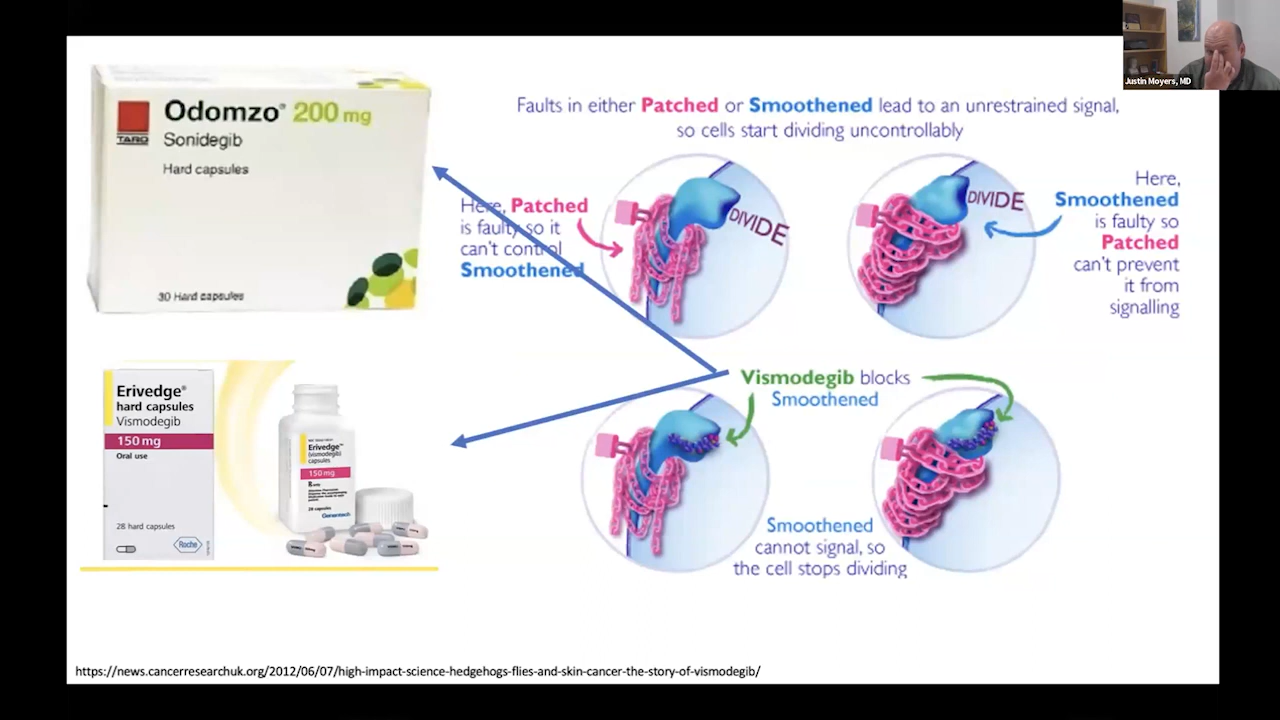 Justin Moyers, MD
Odomzo® 200 mg
TARO
Sonidegib
Hard capsules
30 Hard capsules
Faults in either Patched or Smoothened lead to an unrestrained signal,
so cells start dividing uncontrollably
Here, Patched
is faulty so it
can't control
Smoothened
DIVIDE
DIVIDE
Here,
Smoothened
is faulty so
Patched
can't prevent
it from
signalling
Vismodegib blocks
Smoothened
Smoothened
cannot signal, so
the cell stops dividing
Erivedge®
hard capsules
Vismodegib
150 mg
Oral use
28 hard capsules
Roche
Erivedge™
(vismodegib)
capsules
150 mg
28 capsules
Genentech
https://news.cancerresearchuk.org/2012/06/07/high-impact-science-hedgehogs-flies-and-skin-cancer-the-story-of-vismodegib/